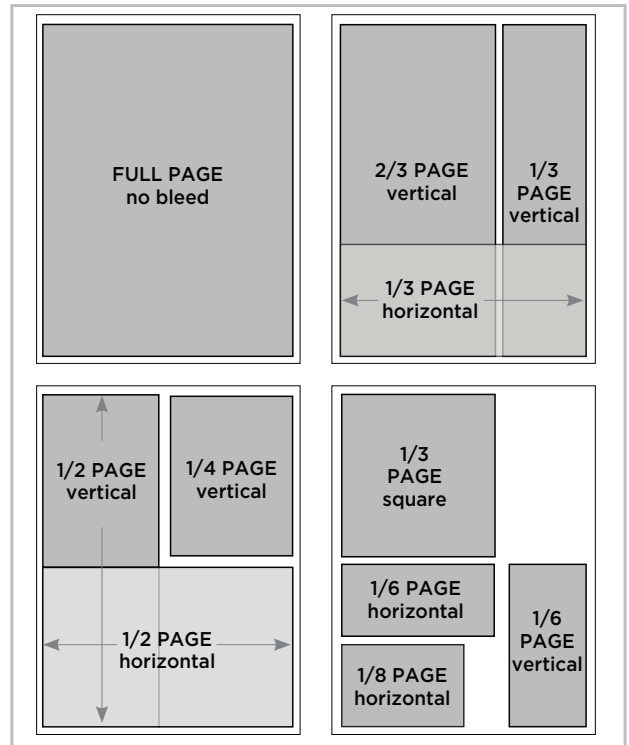 FULL PAGE
no bleed
2/3 PAGE
vertical
1/3
PAGE
vertical
1/3 PAGE
horizontal
1/2 PAGE
vertical
1/4 PAGE
vertical
1/2 PAGE
horizontal
1/3
PAGE
square
1/6 PAGE
horizontal
1/6
PAGE
vertical
1/8 PAGE
horizontal